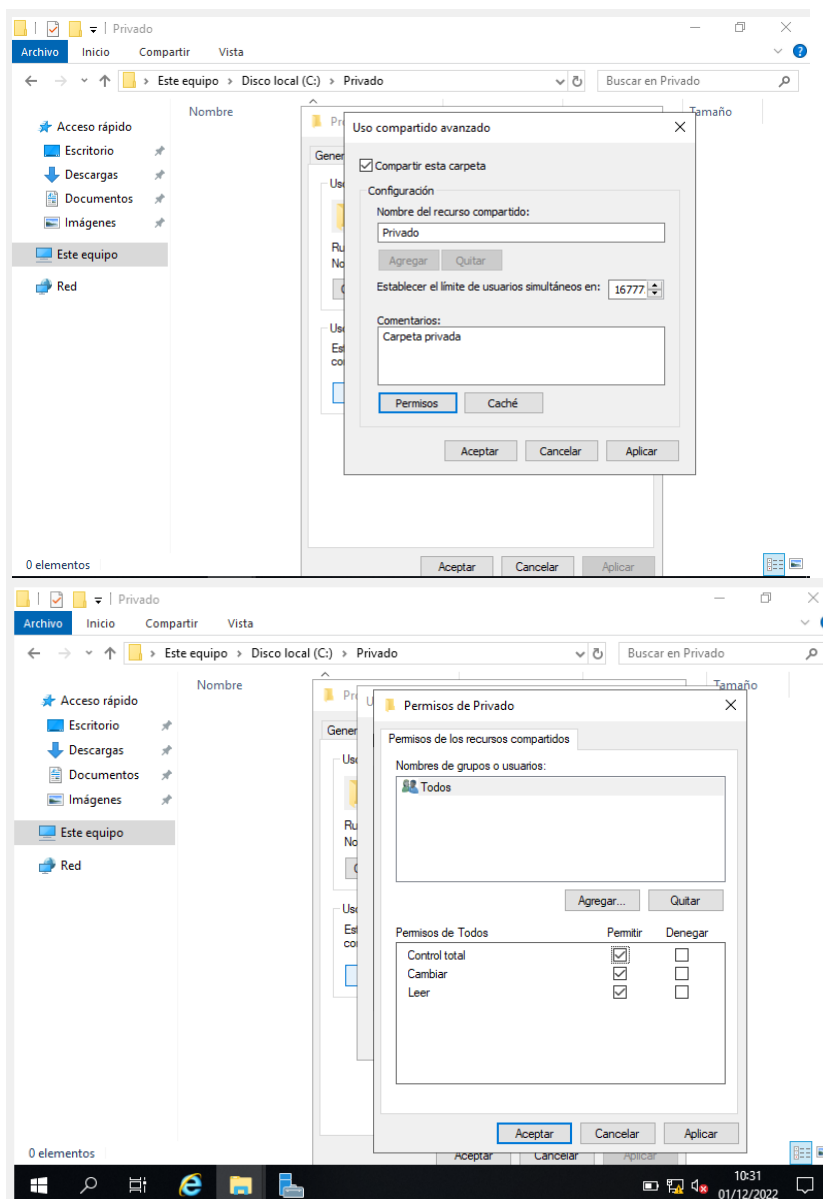 Privado
Archivo Inicio Compartir Vista
Este equipo > Disco local (C:) > Privado Buscar en Privado
Nombre Tamaño
Acceso rápido
Escritorio
Descargas
Documentos
Imágenes
Este equipo
Red
Uso compartido avanzado
Compartir esta carpeta
Configuración
Nombre del recurso compartido:
Privado
Agregar Quitar
Establecer el límite de usuarios simultáneos en: 16777
Comentarios:
Carpeta privada
Permisos Caché
Aceptar Cancelar Aplicar
Aceptar Cancelar Aplicar
0 elementos
Privado
Archivo Inicio Compartir Vista
Este equipo > Disco local (C:) > Privado Buscar en Privado
Nombre Tamaño
Acceso rápido
Escritorio
Descargas
Documentos
Imágenes
Este equipo
Red
Permisos de Privado
Permisos de los recursos compartidos
Nombres de grupos o usuarios:
Todos
Agregar... Quitar
Permisos de Todos Permitir Denegar
Control total
Cambiar
Leer
Aceptar Cancelar Aplicar
Aceptar Cancelar Aplicar
0 elementos
10:31
01/12/2022